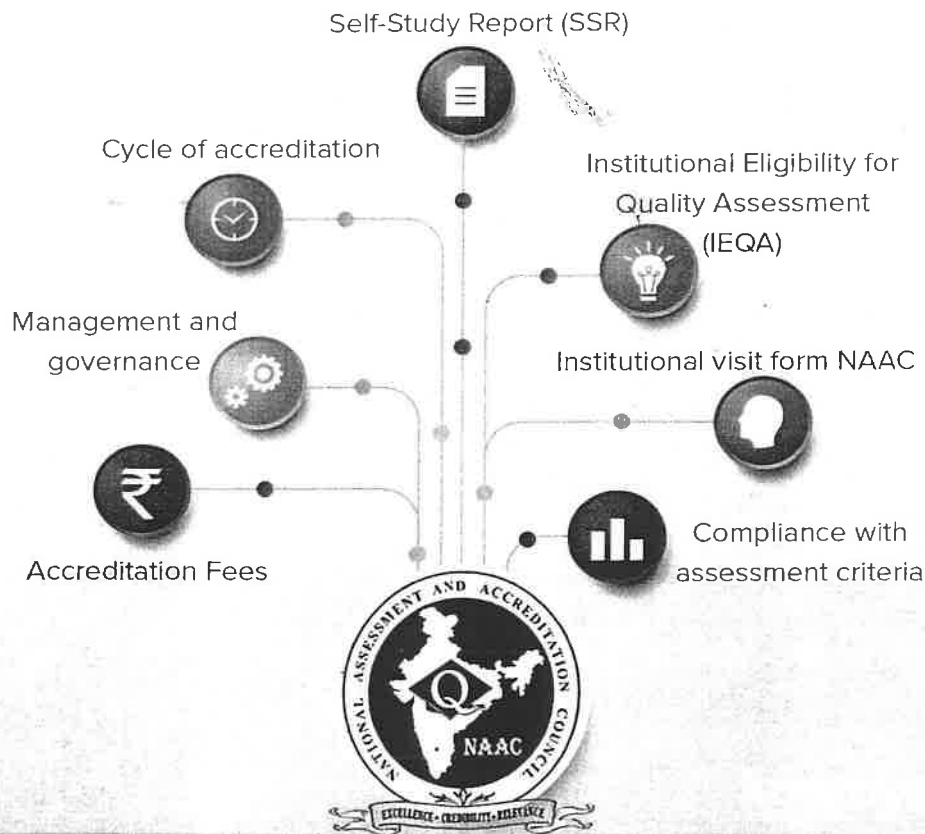 Self-Study Report (SSR)
Cycle of accreditation
Institutional Eligibility for
Quality Assessment
(IEQA)
Management and
governance
Institutional visit form NAAC
₹
Accreditation Fees
Compliance with
assessment criteria
NATIONAL ASSESSMENT AND ACCREDITATION COUNCIL
Q
NAAC
EXCELLENCE • CREDIBILITY • RELEVANCE